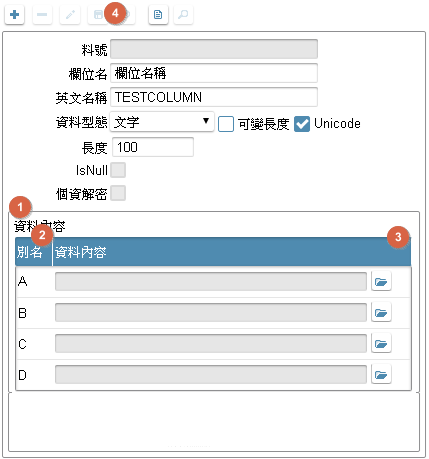 4
料號
欄位名 欄位名稱
英文名稱 TESTCOLUMN
資料型態 文字 可變長度 Unicode
長度 100
IsNull
個資解密
1
資料內容
2 3
別名 資料內容
A
B
C
D